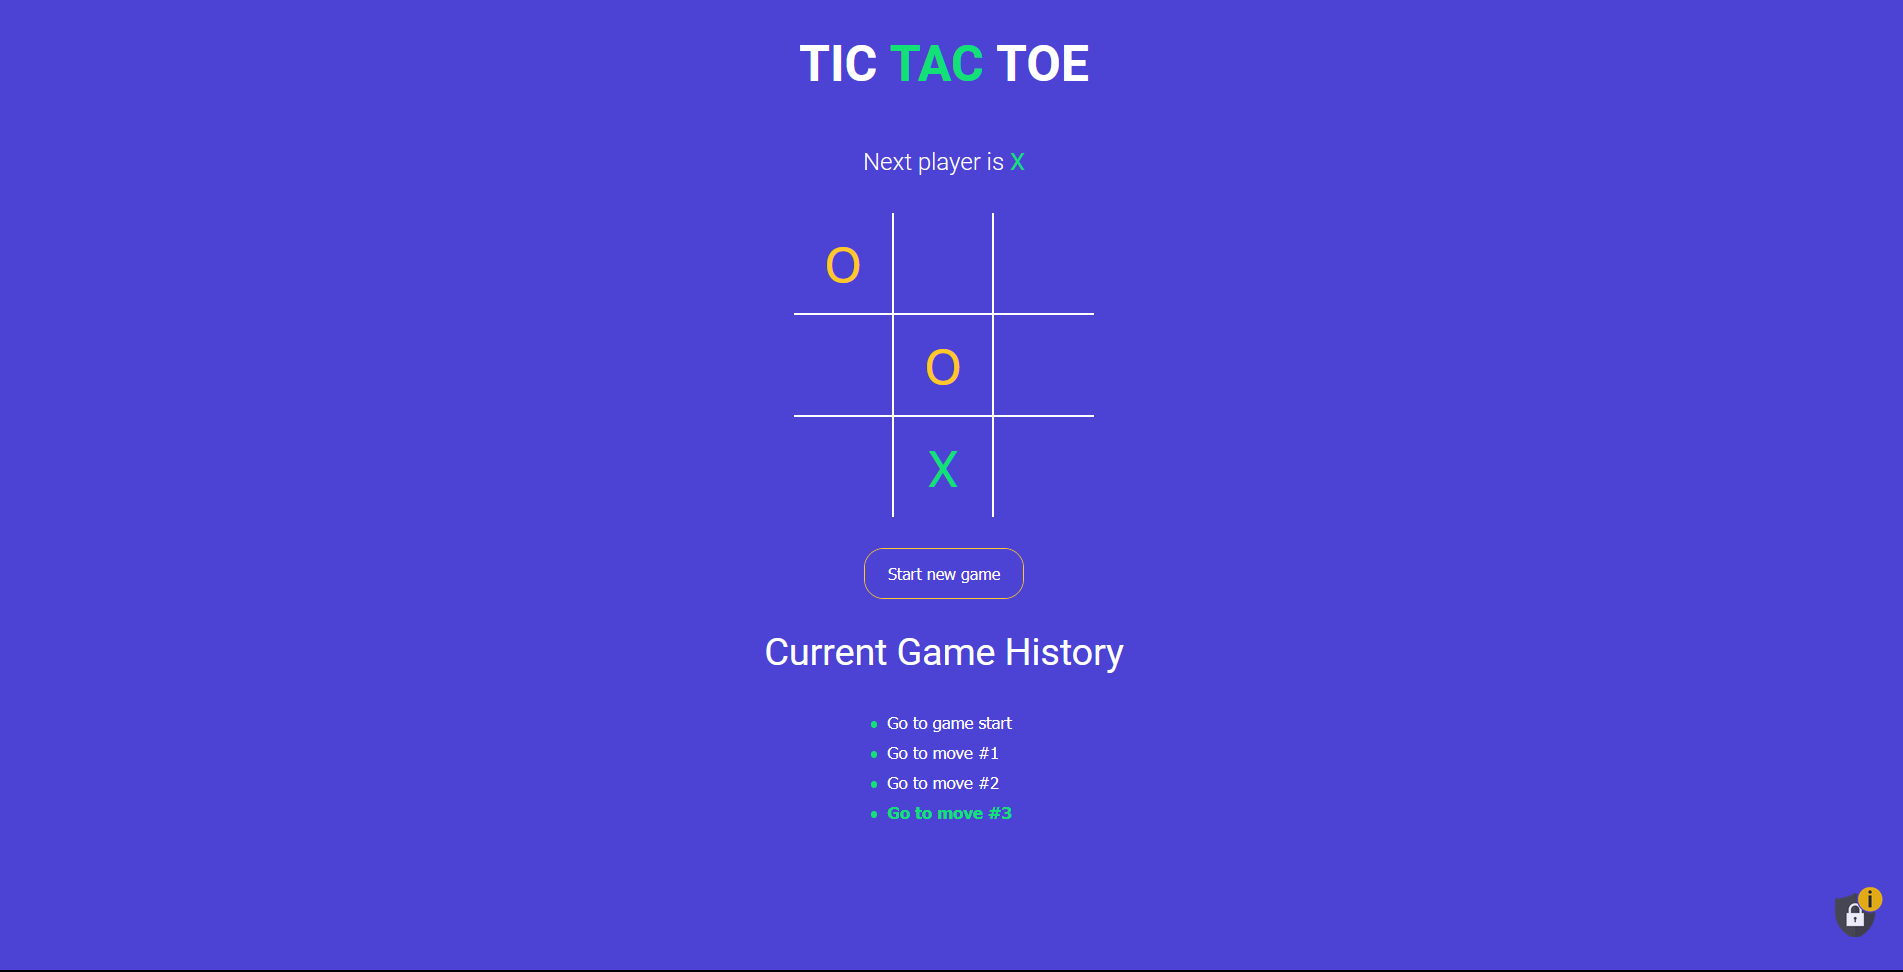 TIC TAC TOE
Next player is X
O
O
X
Start new game
Current Game History
Go to game start
Go to move #1
Go to move #2
Go to move #3
i